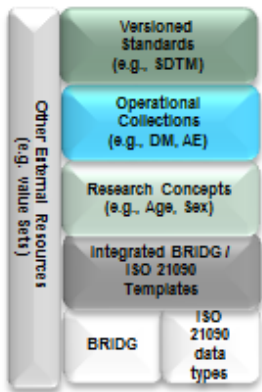 Other External Resources
(e.g. value Sets)
Versioned
Standards
(e.g., SDTM)
Operational
Collections
(e.g., DM, AE)
Research Concepts
(e.g., Age, Sex)
Integrated BRIDG /
ISO 21090
Templates
BRIDG
ISO
21090
data
types